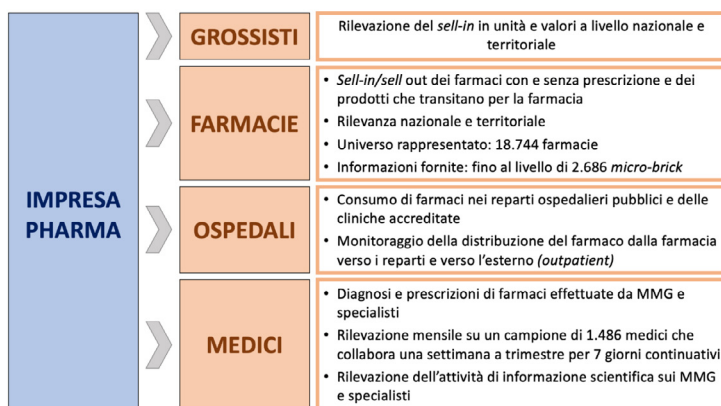 IMPRESA
PHARMA
GROSSISTI
Rilevazione del sell-in in unità e valori a livello nazionale e
territoriale
FARMACIE
• Sell-in/sell out dei farmaci con e senza prescrizione e dei
prodotti che transitano per la farmacia
• Rilevanza nazionale e territoriale
• Universo rappresentato: 18.744 farmacie
• Informazioni fornite: fino al livello di 2.686 micro-brick
OSPEDALI
• Consumo di farmaci nei reparti ospedalieri pubblici e delle
cliniche accreditate
• Monitoraggio della distribuzione del farmaco dalla farmacia
verso i reparti e verso l'esterno (outpatient)
MEDICI
• Diagnosi e prescrizioni di farmaci effettuate da MMG e
specialisti
• Rilevazione mensile su un campione di 1.486 medici che
collabora una settimana a trimestre per 7 giorni continuativi
• Rilevazione dell'attività di informazione scientifica sui MMG
e specialisti